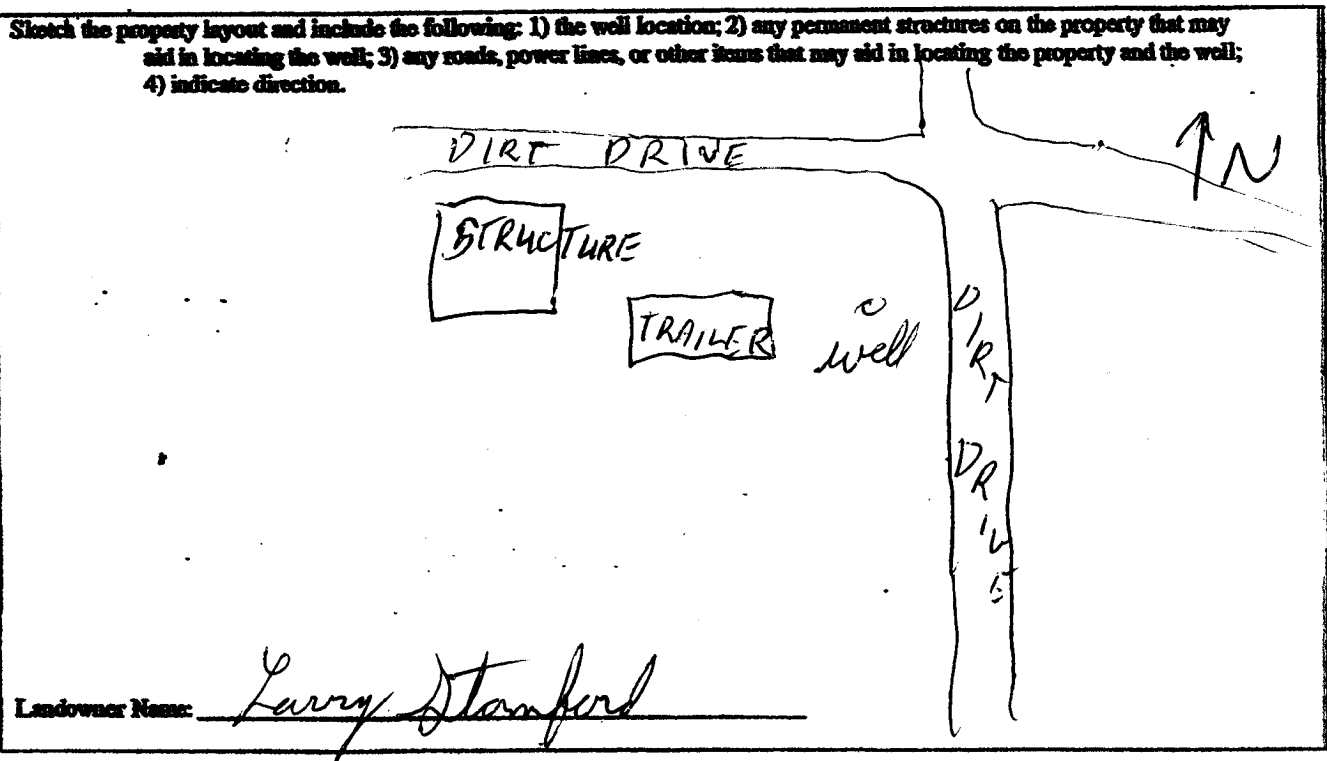 Sketch the property layout and include the following: 1) the well location; 2) any permanent structures on the property that may
aid in locating the well; 3) any roads, power lines, or other items that may aid in locating the property and the well;
4) indicate direction.
DIRT DRIVE
N
STRUCTURE
TRAILER
well
DIRT DRIVE
Landowner Name: Larry Stamford